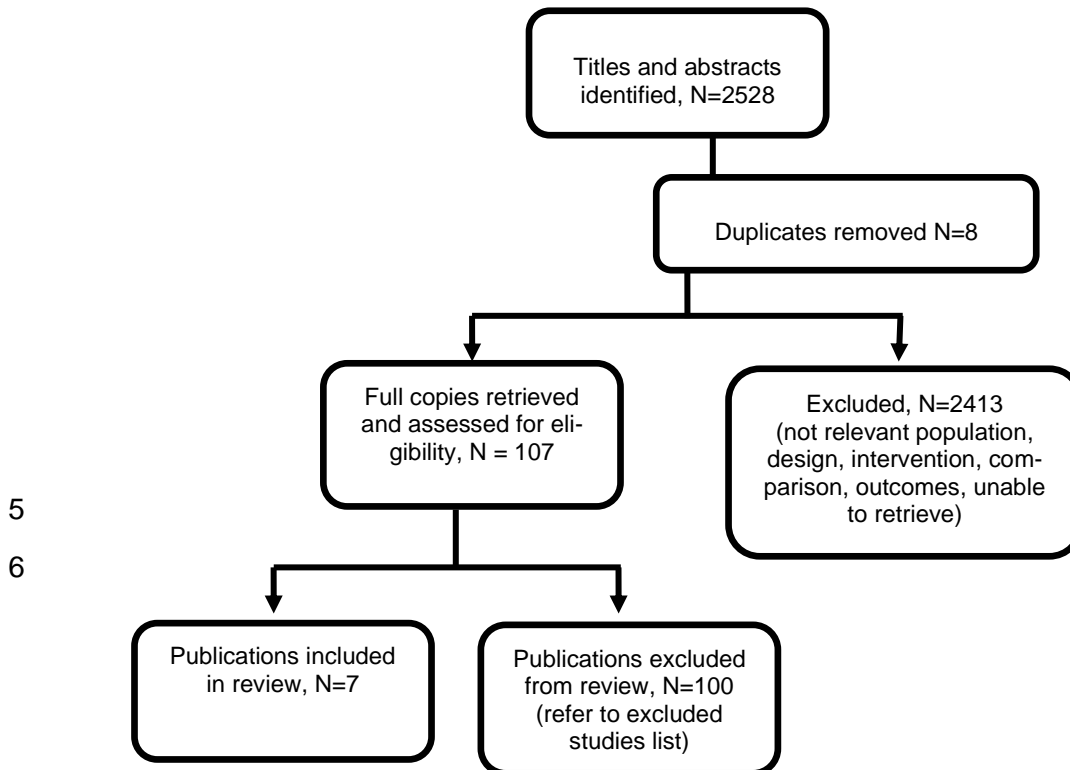 Titles and abstracts
identified, N=2528
Duplicates removed N=8
Full copies retrieved
and assessed for eli-
gibility, N = 107
Excluded, N=2413
(not relevant population,
design, intervention, com-
parison, outcomes, unable
to retrieve)
5
6
Publications included
in review, N=7
Publications excluded
from review, N=100
(refer to excluded
studies list)